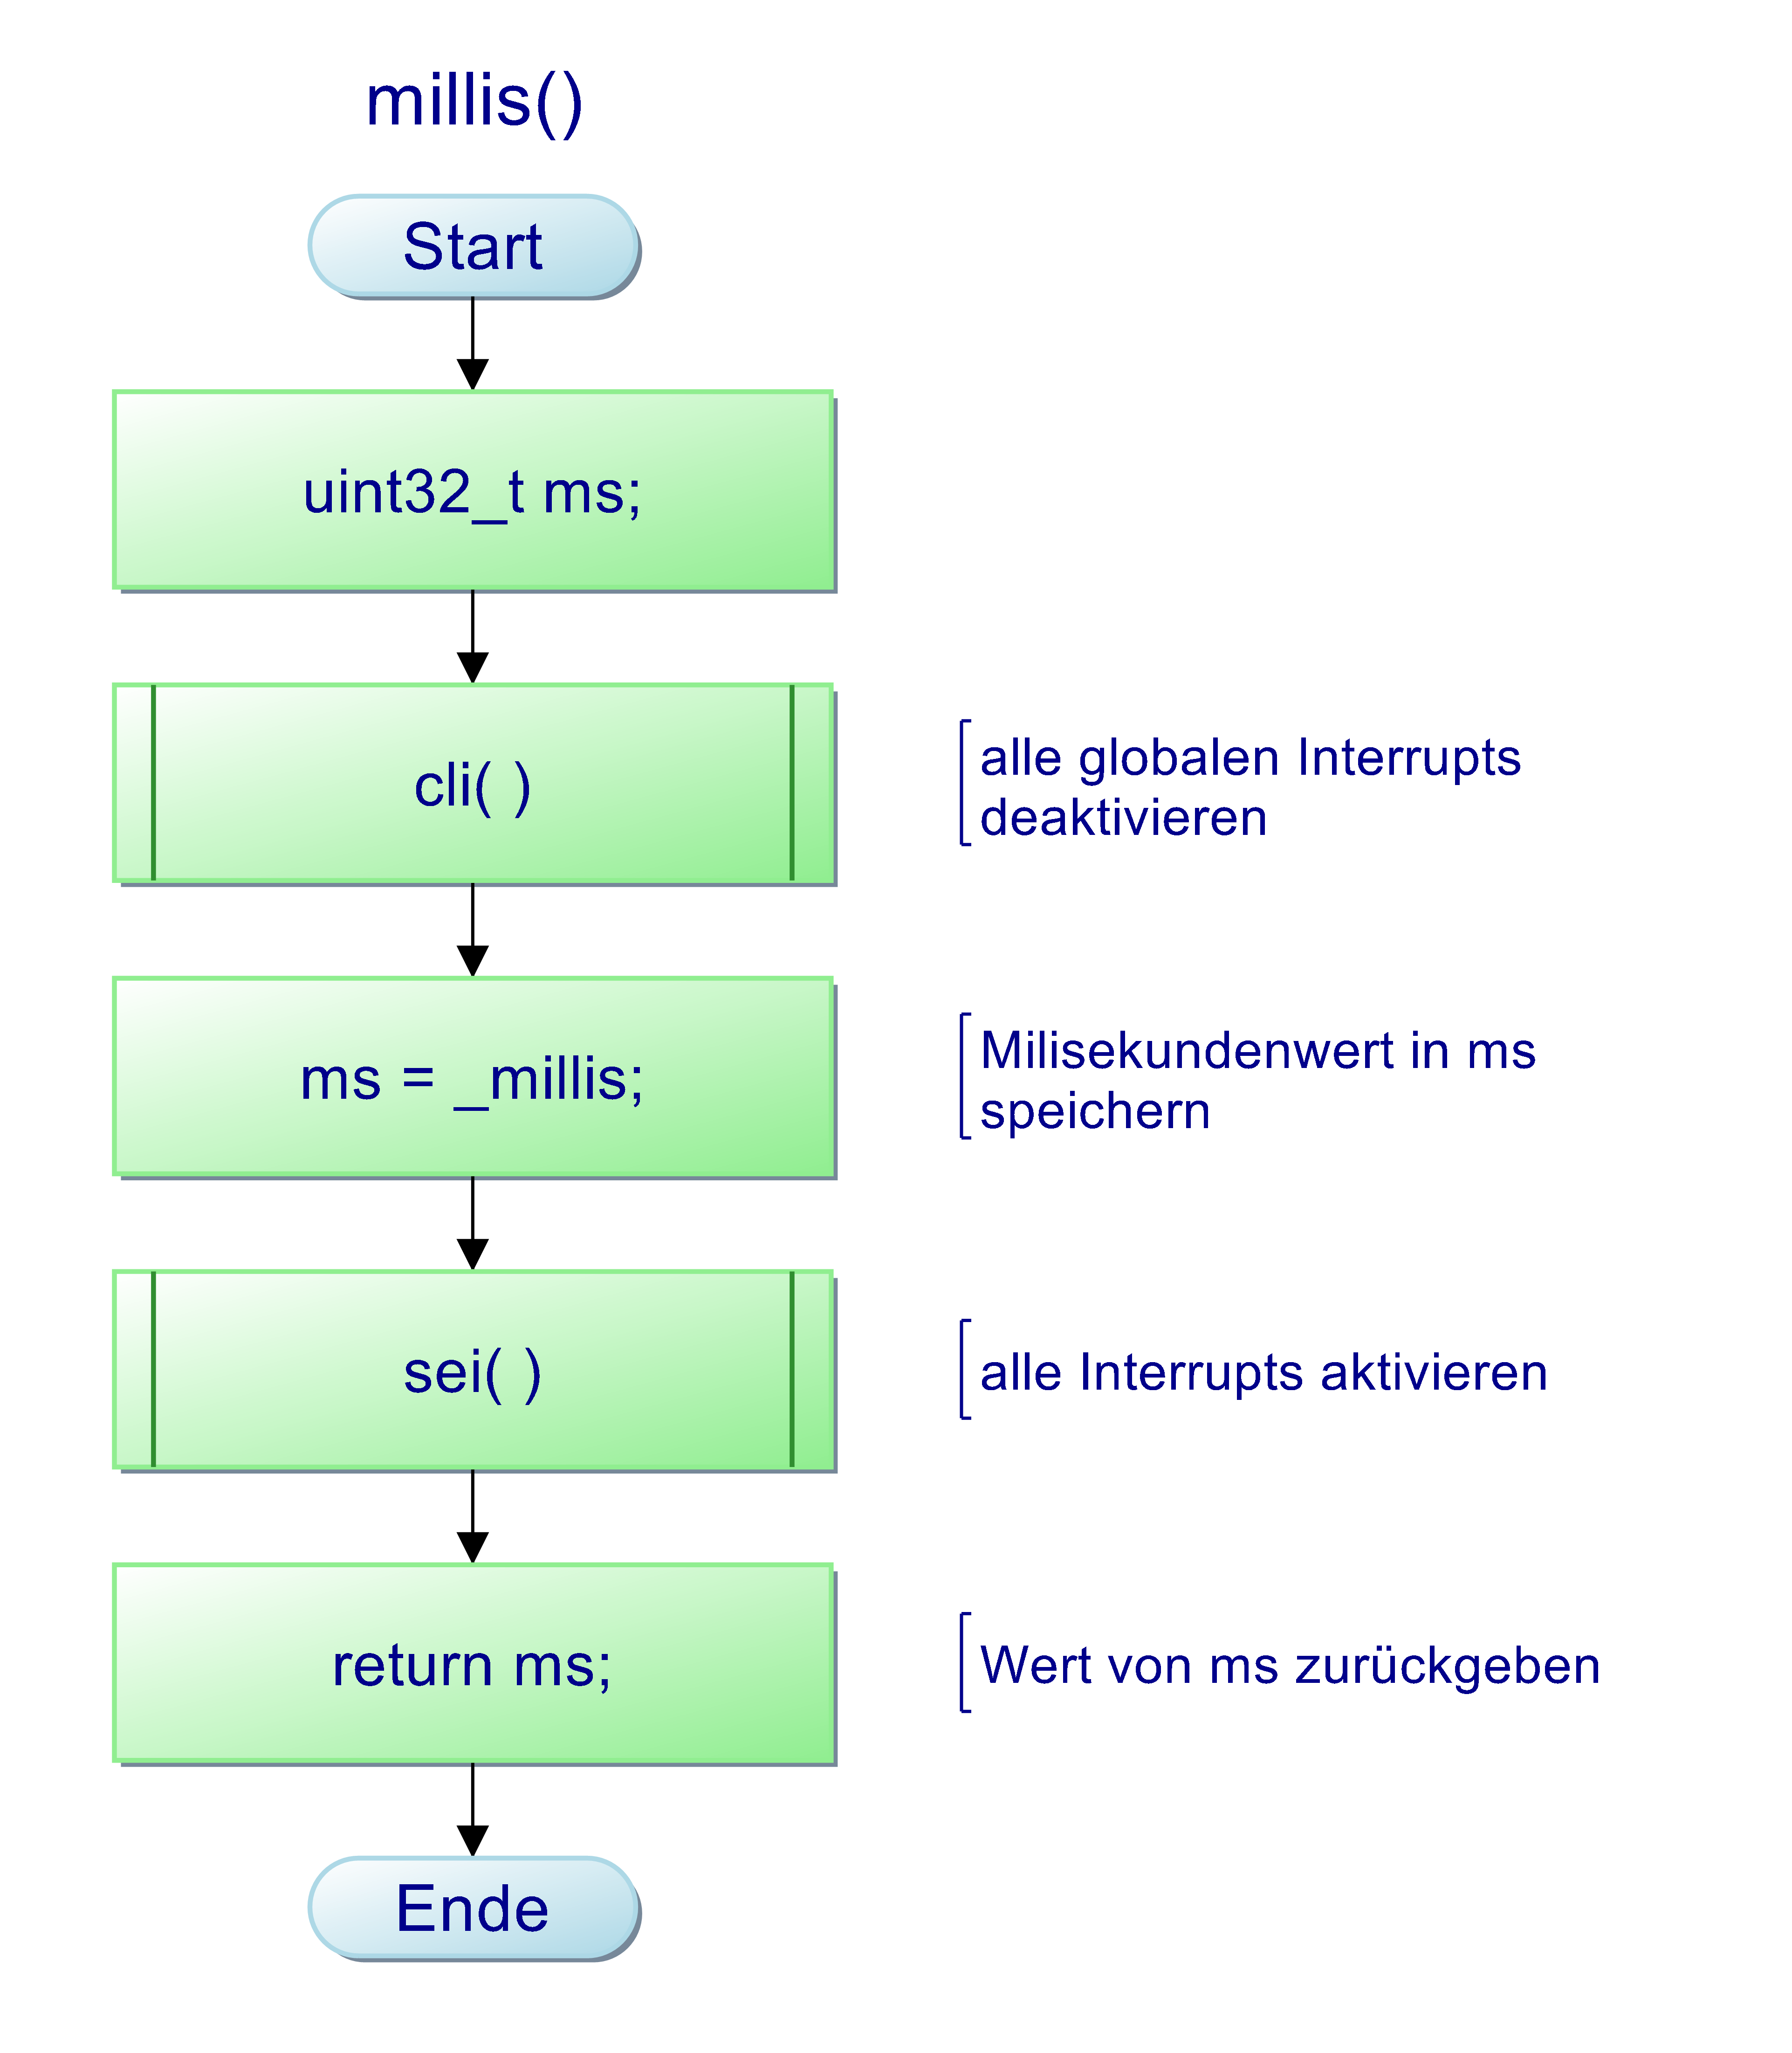 millis()
Start
uint32_t ms;
cli( )
alle globalen Interrupts
deaktivieren
ms = _millis;
Milisekundenwert in ms
speichern
sei( )
alle Interrupts aktivieren
return ms;
Wert von ms zurückgeben
Ende